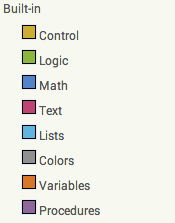 Built-in
Control
Logic
Math
Text
Lists
Colors
Variables
Procedures